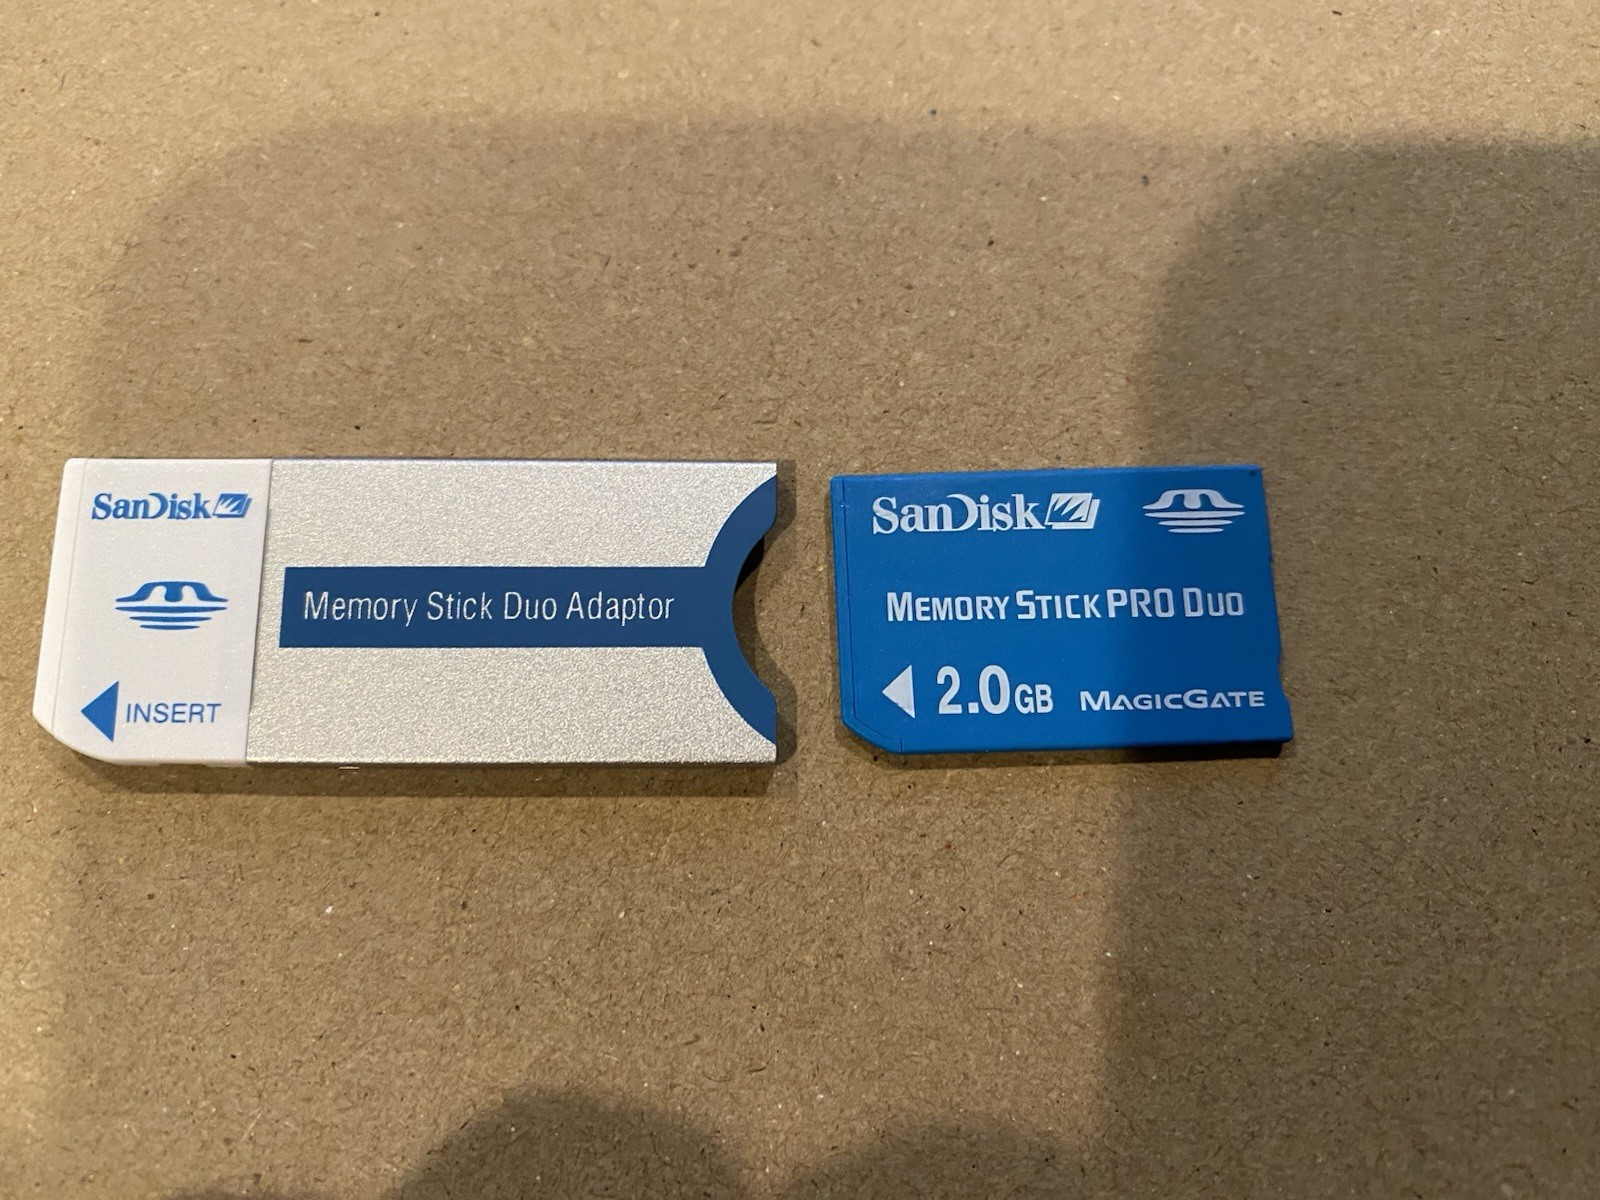 SanDisk
INSERT
Memory Stick Duo Adaptor
SanDisk
MEMORY STICK PRO DUO
2.0GB MAGICGATE